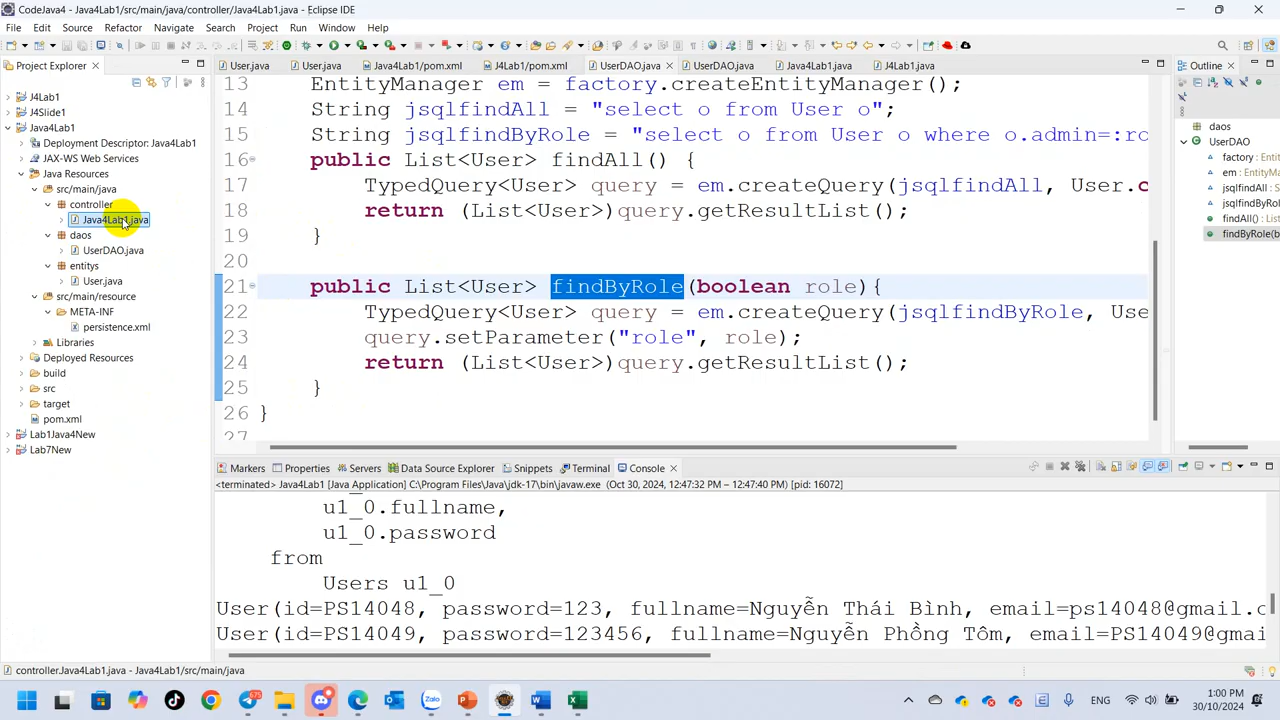 CodeJava4 - Java4Lab1/src/main/java/controller/Java4Lab1.java - Eclipse IDE
File Edit Source Refactor Navigate Search Project Run Window Help
Project Explorer
User.java User.java Java4Lab1/pom.xml J4Lab1/pom.xml UserDAO.java UserDAO.java Java4Lab1.java J4Lab1.java
Outline
J4Lab1
J4Slide1
Java4Lab1
Deployment Descriptor: Java4Lab1
JAX-WS Web Services
Java Resources
src/main/java
controller
Java4Lab1.java
daos
UserDAO.java
entitys
User.java
src/main/resource
META-INF
persistence.xml
Libraries
Deployed Resources
build
src
target
pom.xml
Lab1Java4New
Lab7New
13 EntityManager em = factory.createEntityManager();
14 String jsqlfindAll = "select o from User o";
15 String jsqlfindByRole = "select o from User o where o.admin=:ro
16 public List<User> findAll() {
17 TypedQuery<User> query = em.createQuery(jsqlfindAll, User.c
18 return (List<User>)query.getResultList();
19 }
20
21 public List<User> findByRole(boolean role){
22 TypedQuery<User> query = em.createQuery(jsqlfindByRole, Use
23 query.setParameter("role", role);
24 return (List<User>)query.getResultList();
25 }
26 }
27
daos
UserDAO
factory : Enti
em : EntityMa
jsqlfindAll :
jsqlfindByRo
findAll() : Li
findByRole(b
Markers Properties Servers Data Source Explorer Snippets Terminal Console
<terminated> Java4Lab1 [Java Application] C:\Program Files\Java\jdk-17\bin\javaw.exe (Oct 30, 2024, 12:47:32 PM – 12:47:40 PM) [pid: 16072]
u1_0.fullname,
u1_0.password
from
Users u1_0
User(id=PS14048, password=123, fullname=Nguyễn Thái Bình, email=ps14048@gmail.c
User(id=PS14049, password=123456, fullname=Nguyễn Phồng Tôm, email=PS14049@gmai
controller.Java4Lab1.java - Java4Lab1/src/main/java
675
Zalo
ENG
1:00 PM
30/10/2024